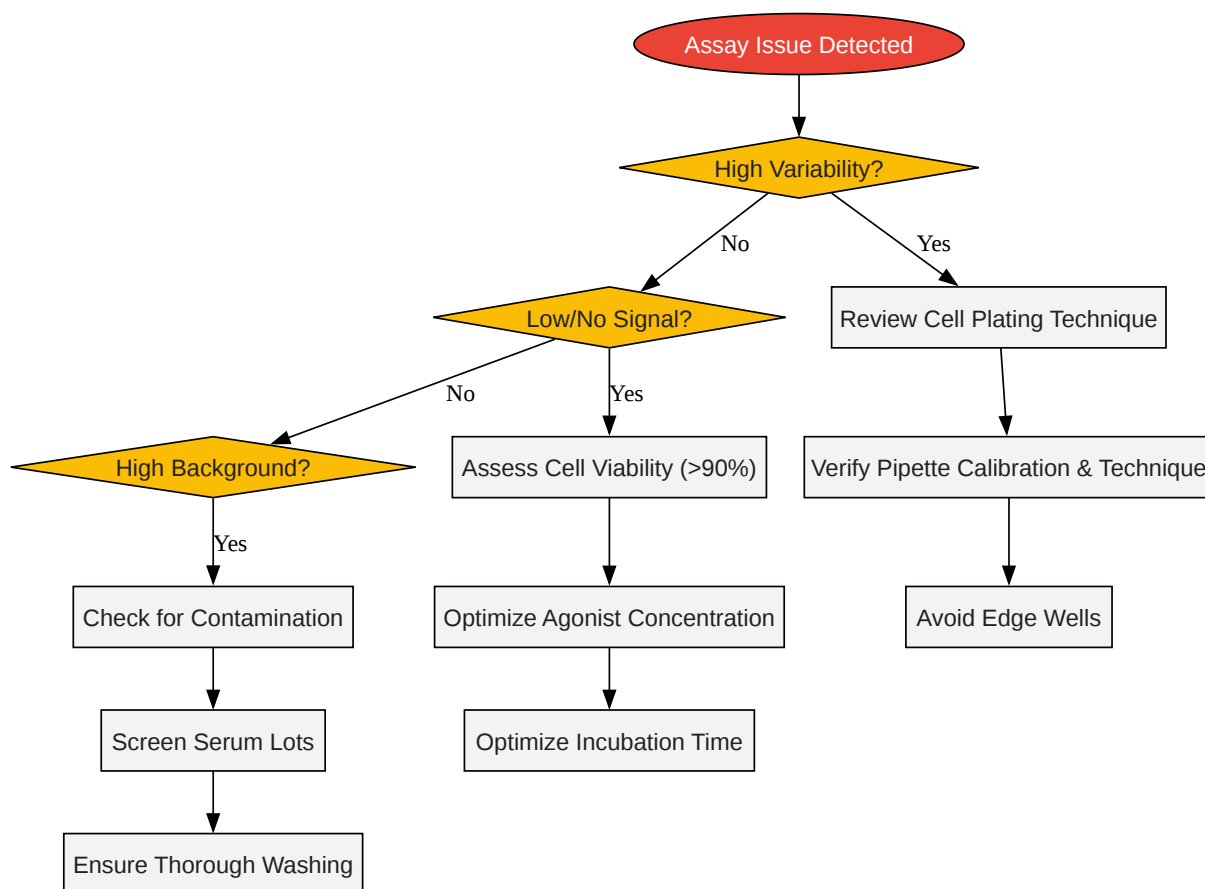 Assay Issue Detected
High Variability?
No
Yes
Low/No Signal?
Review Cell Plating Technique
No
Yes
High Background?
Assess Cell Viability (>90%)
Verify Pipette Calibration & Technique
Yes
Check for Contamination
Optimize Agonist Concentration
Avoid Edge Wells
Screen Serum Lots
Optimize Incubation Time
Ensure Thorough Washing